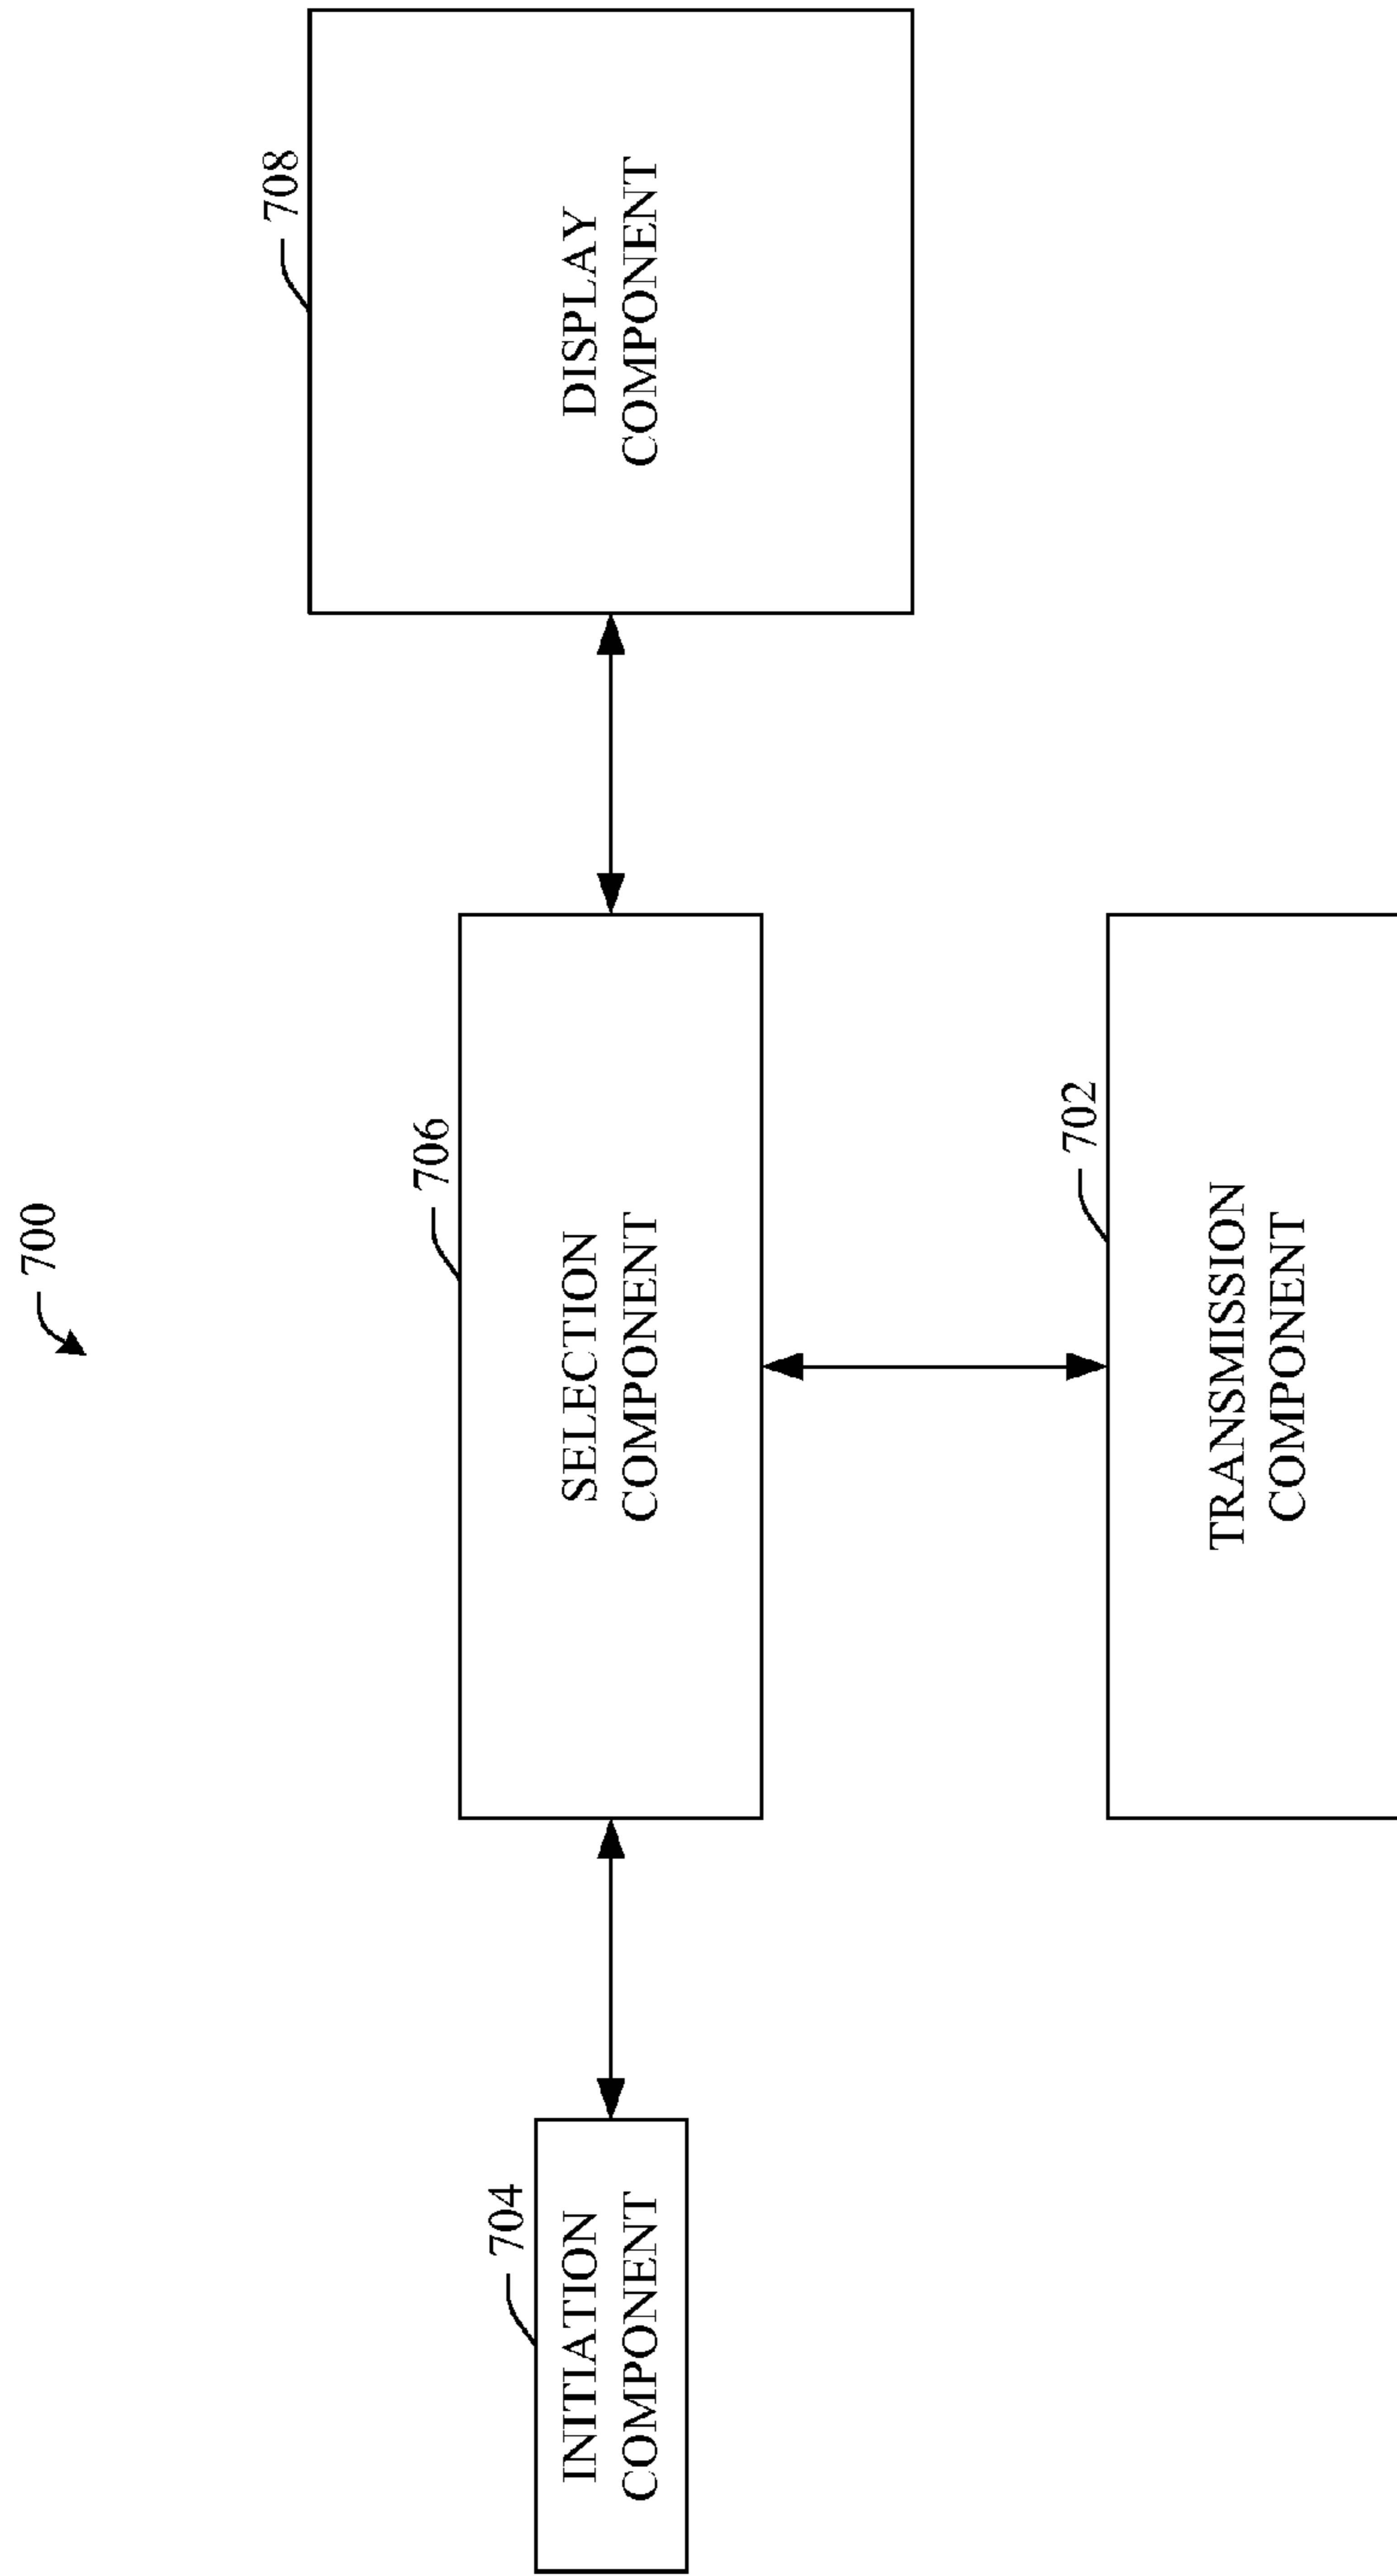 700
704
INITIATION
COMPONENT
706
SELECTION
COMPONENT
708
DISPLAY
COMPONENT
702
TRANSMISSION
COMPONENT